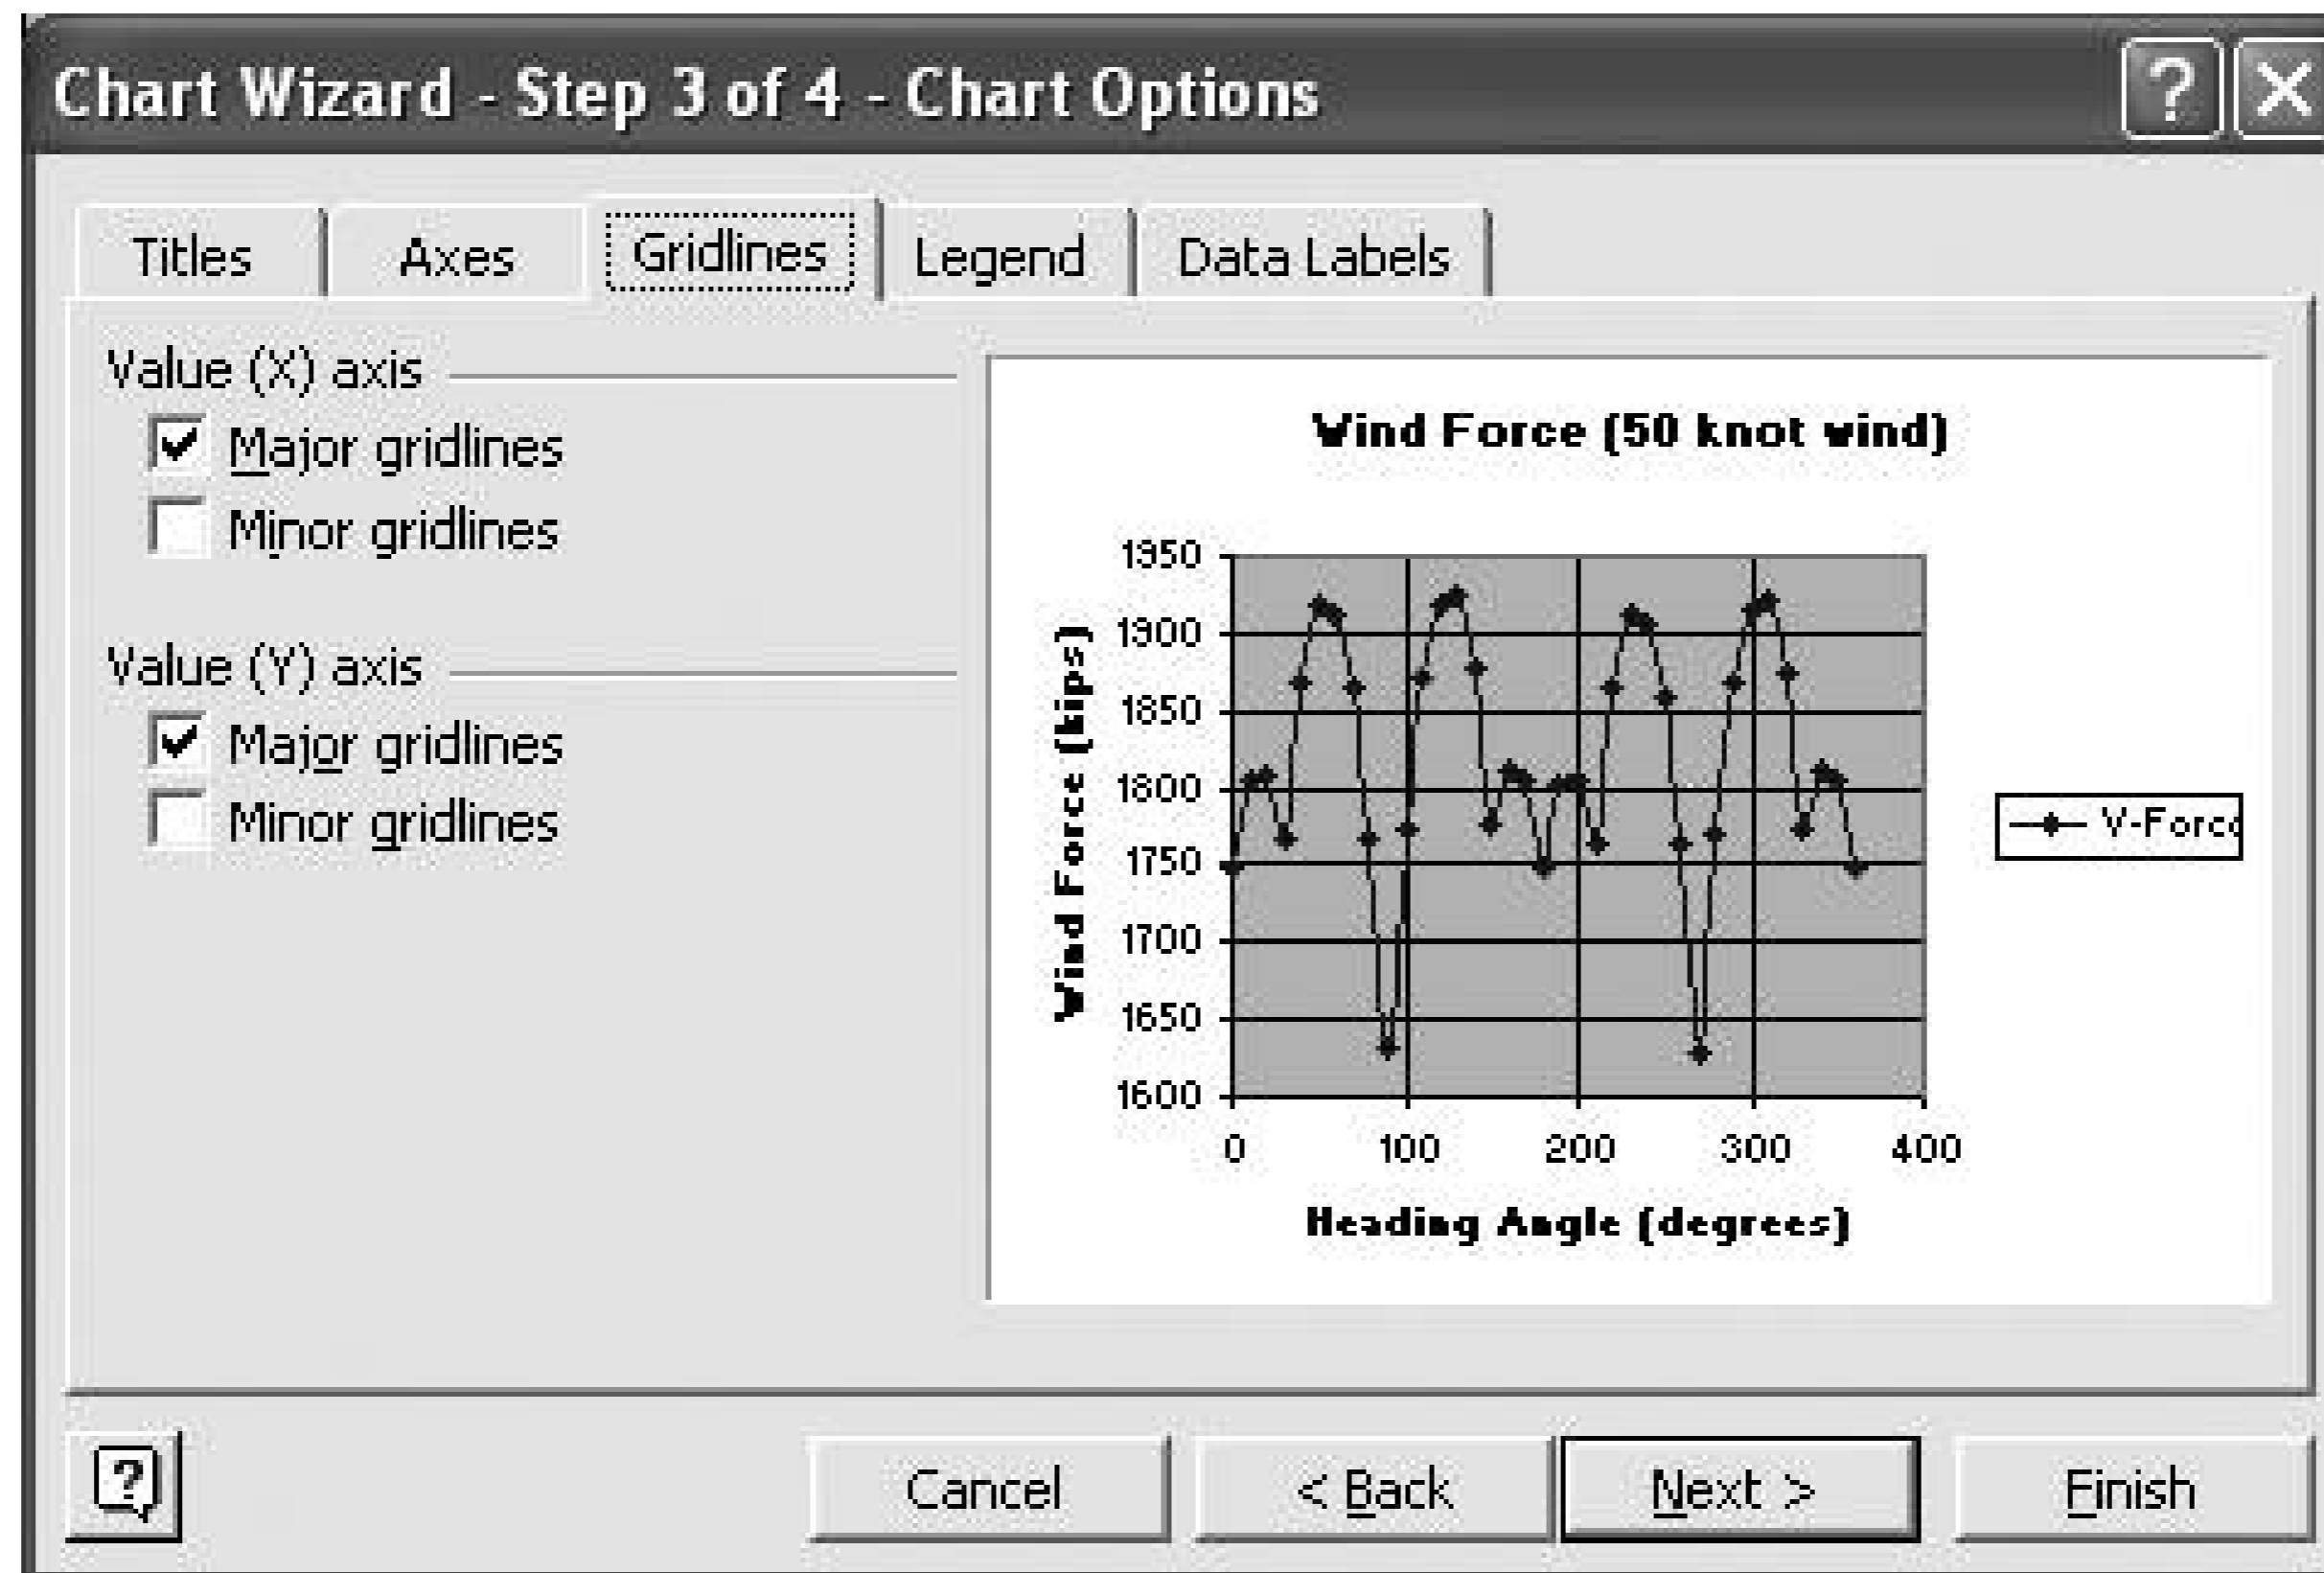 Chart Wizard - Step 3 of 4 - Chart Options
Titles Axes Gridlines Legend Data Labels
Value (X) axis
Major gridlines
Minor gridlines
Value (Y) axis
Major gridlines
Minor gridlines
Wind Force (50 knot wind)
Wind Force (kips)
1950
1900
1850
1800
1750
1700
1650
1600
0 100 200 300 400
Heading Angle (degrees)
V-Force
? Cancel < Back Next > Finish